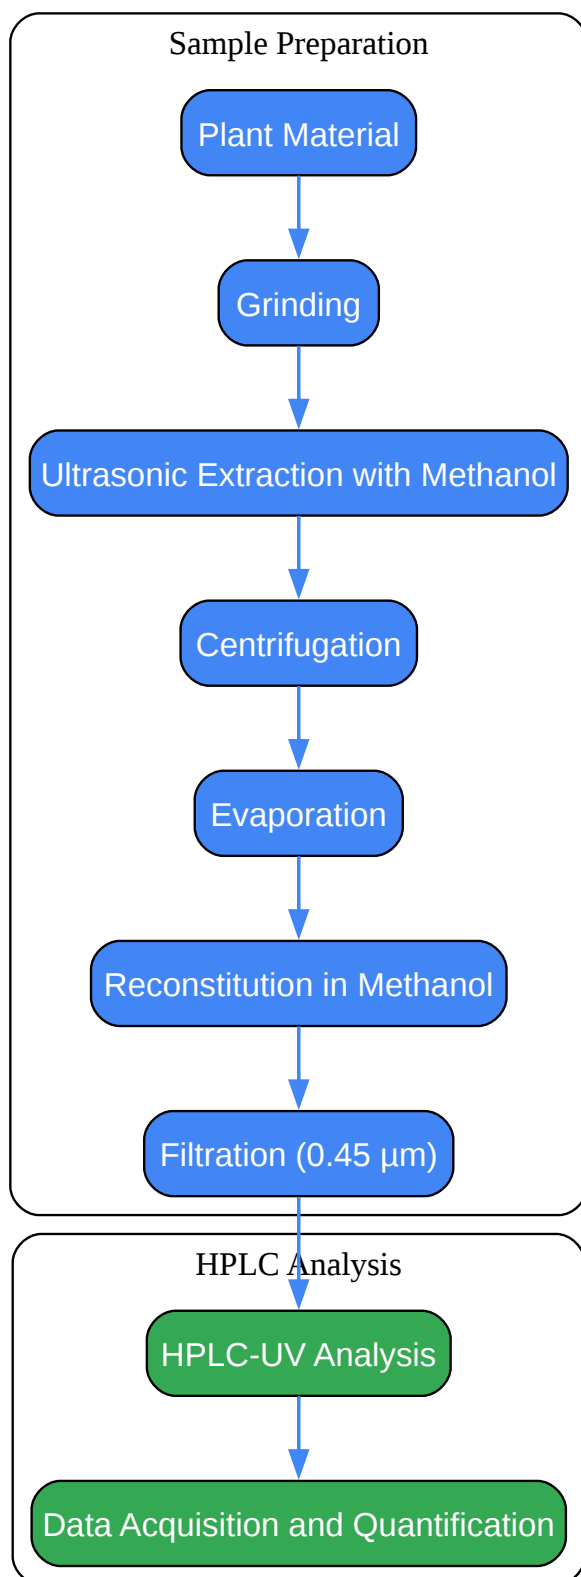 Sample Preparation
Plant Material
Grinding
Ultrasonic Extraction with Methanol
Centrifugation
Evaporation
Reconstitution in Methanol
Filtration (0.45 µm)
HPLC Analysis
HPLC-UV Analysis
Data Acquisition and Quantification